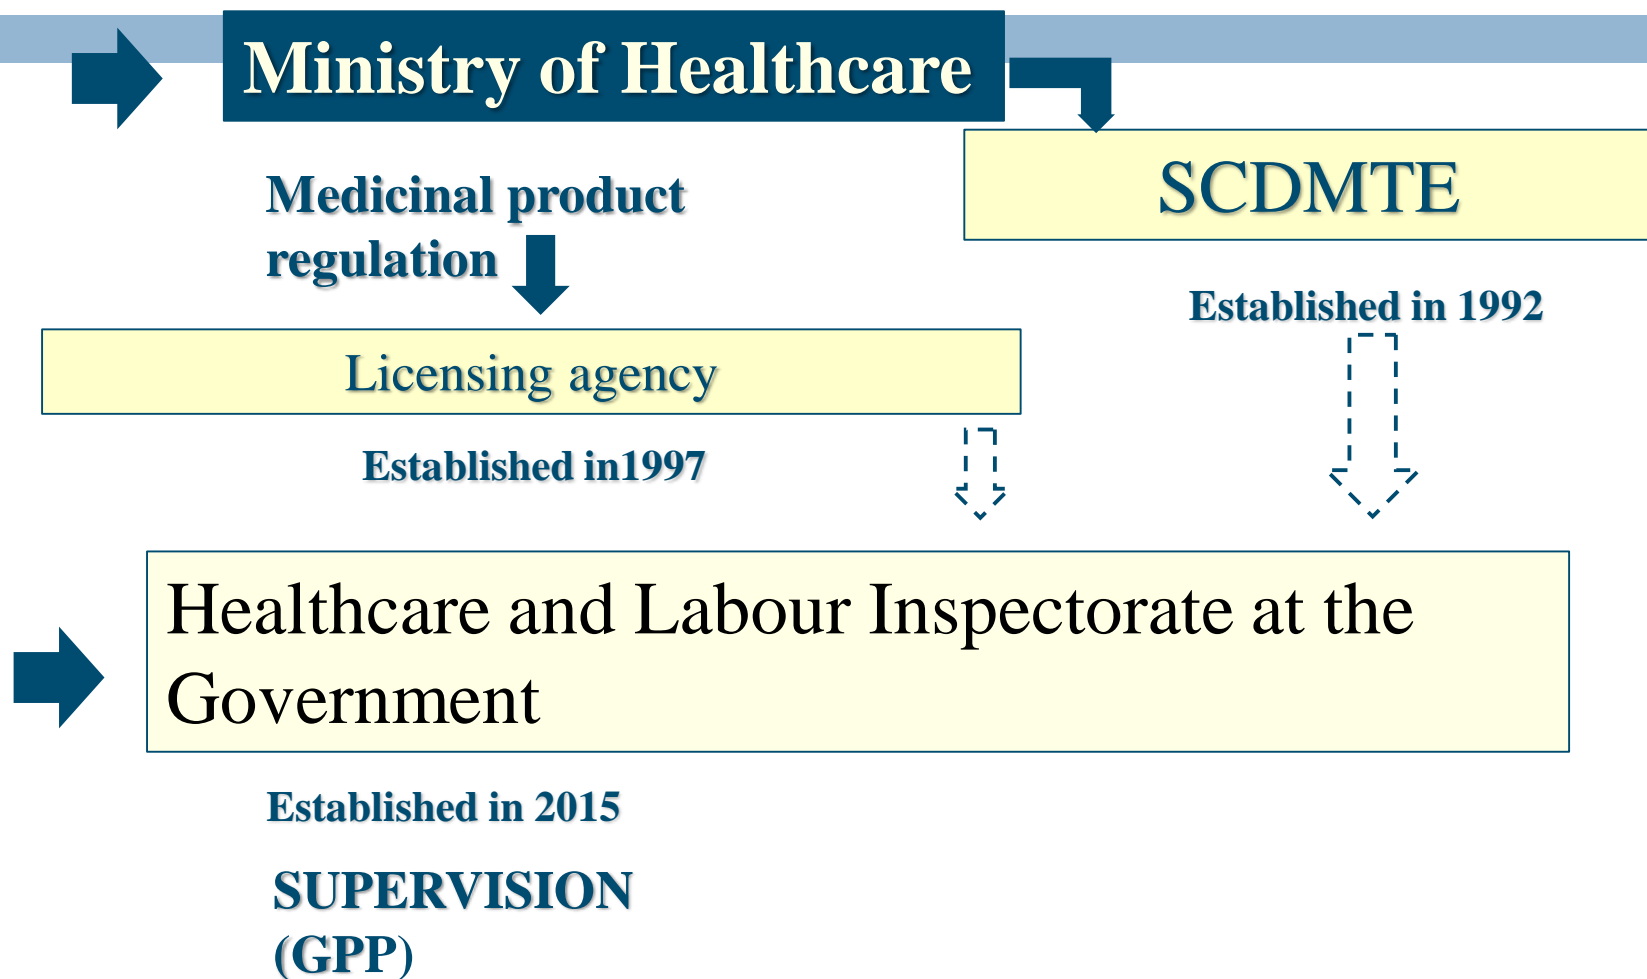 Ministry of Healthcare
SCDMTE
Medicinal product
regulation
Established in 1992
Licensing agency
Established in1997
Healthcare and Labour Inspectorate at the
Government
Established in 2015
SUPERVISION
(GPP)